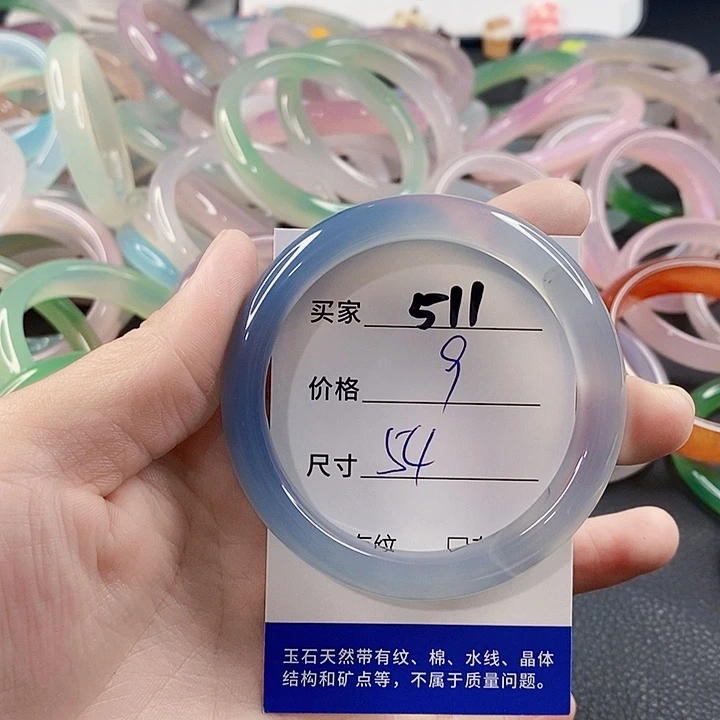 买家 511
价格 9
尺寸 54
玉石天然带有纹、棉、水线、晶体
结构和矿点等，不属于质量问题。